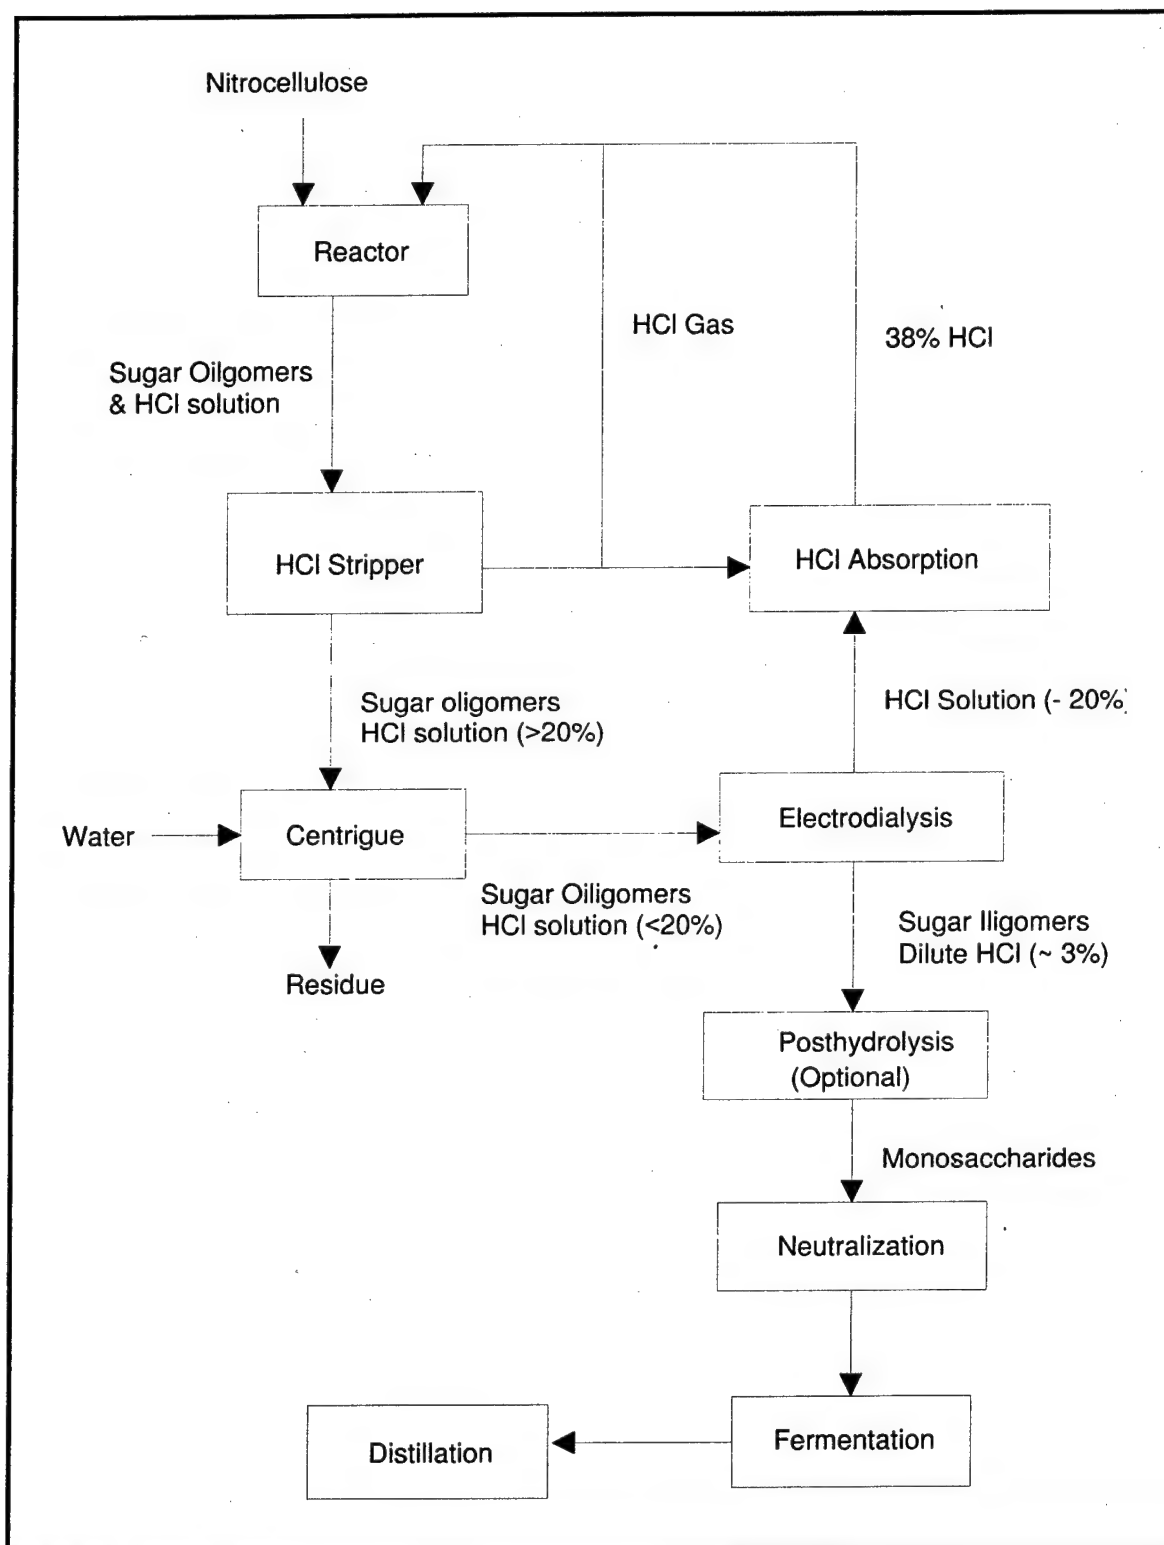 Nitrocellulose
Reactor
HCl Gas
38% HCl
Sugar Oilgomers
& HCl solution
HCl Stripper
HCl Absorption
Sugar oligomers
HCl solution (>20%)
HCl Solution (- 20%)
Water
Centrigue
Electrodialysis
Sugar Oiligomers
HCl solution (<20%)
Sugar Iligomers
Dilute HCl (~ 3%)
Residue
Posthydrolysis
(Optional)
Monosaccharides
Neutralization
Fermentation
Distillation